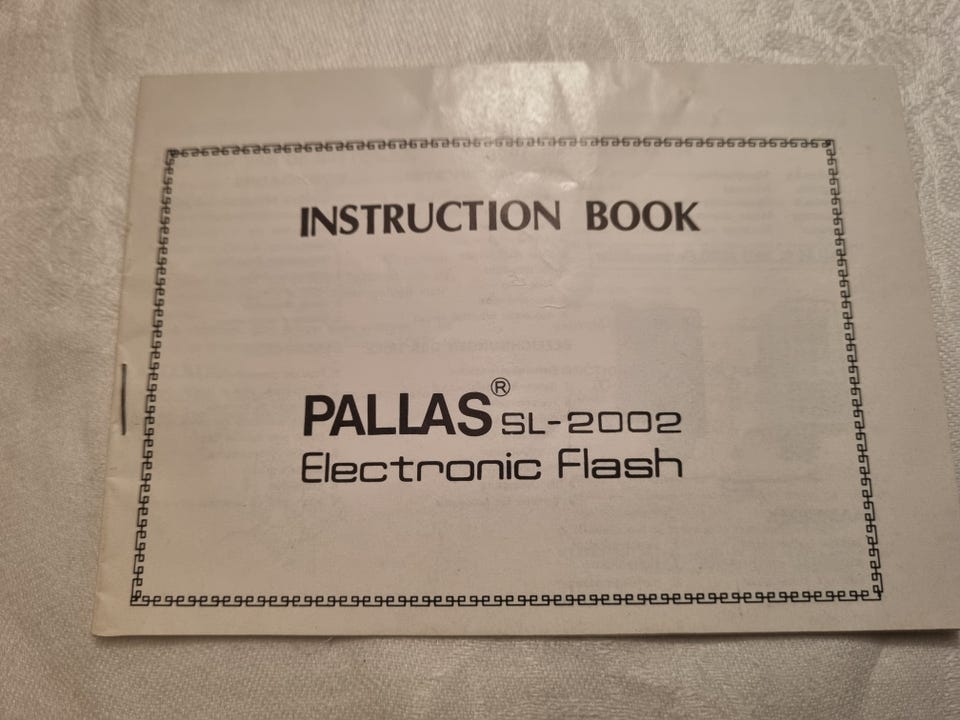 INSTRUCTION BOOK
PALLAS® SL-2002
Electronic Flash